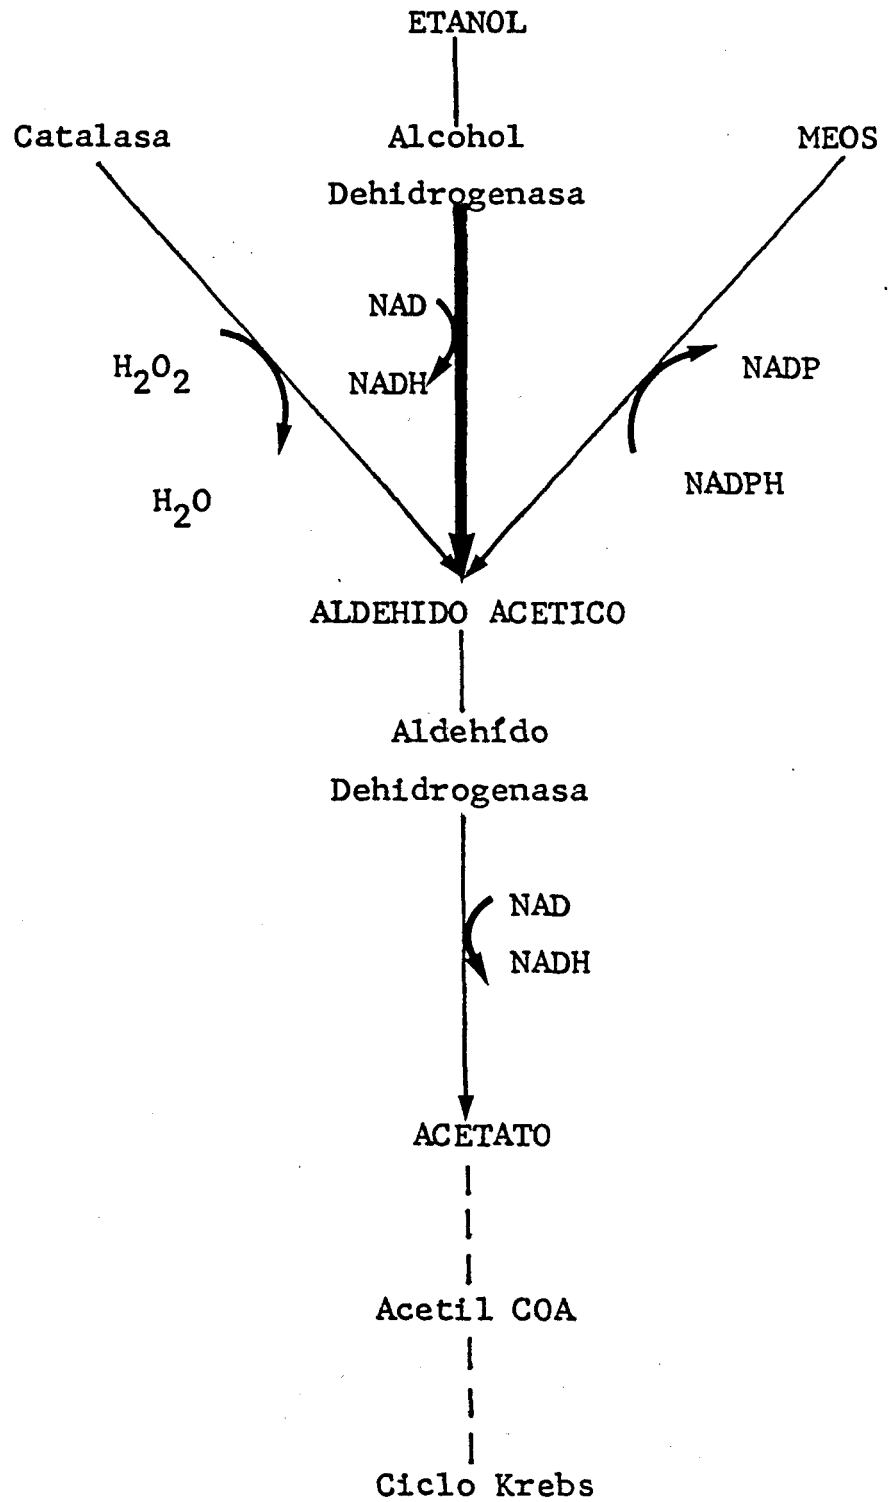 ETANOL
Catalasa
Alcohol
MEOS
Dehidrogenasa
NAD
NADH
H₂O₂
H₂O
NADP
NADPH
ALDEHIDO ACETICO
Aldehído
Dehidrogenasa
NAD
NADH
ACETATO
Acetil COA
Ciclo Krebs